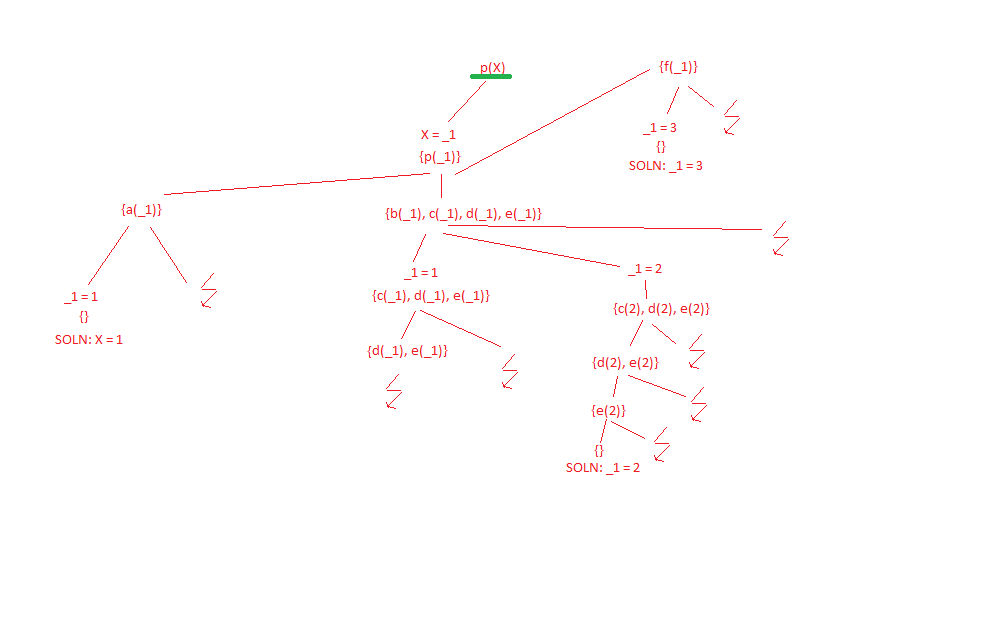 p(X)
{f(_1)}
_1 = 3
{}
SOLN: _1 = 3
X = _1
{p(_1)}
{a(_1)}
_1 = 1
{}
SOLN: X = 1
{b(_1), c(_1), d(_1), e(_1)}
_1 = 1
{c(_1), d(_1), e(_1)}
{d(_1), e(_1)}
_1 = 2
{c(2), d(2), e(2)}
{d(2), e(2)}
{e(2)}
{}
SOLN: _1 = 2